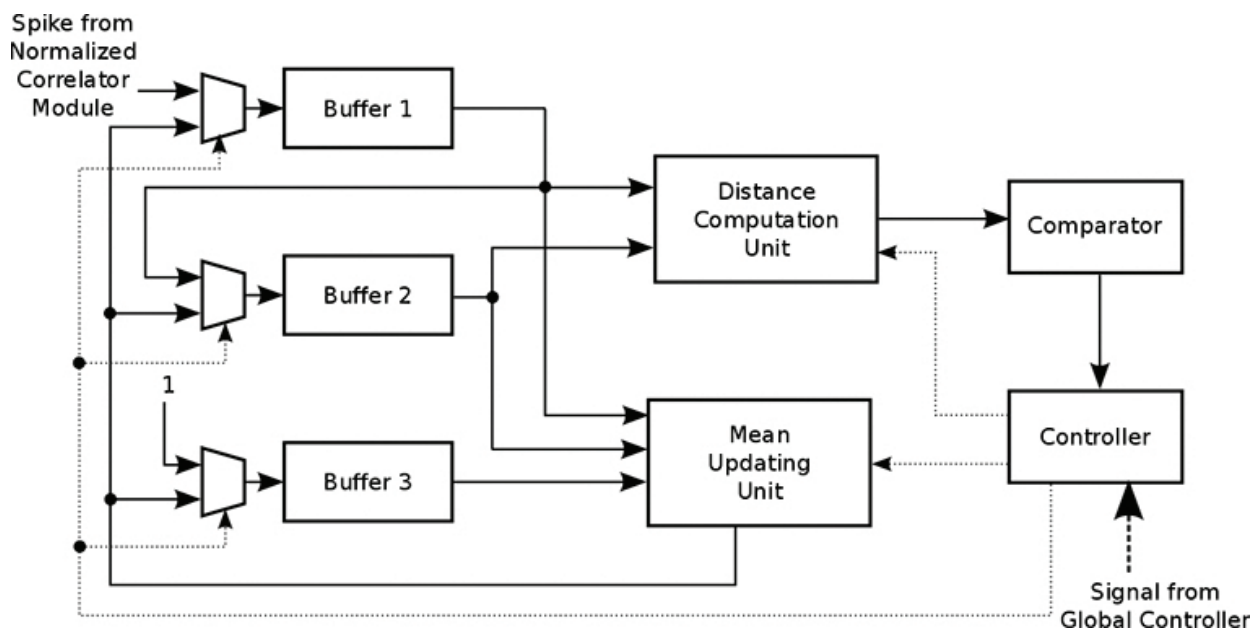 Spike from
Normalized
Correlator
Module
Buffer 1
Distance
Computation
Unit
Comparator
Buffer 2
1
Buffer 3
Mean
Updating
Unit
Controller
Signal from
Global Controller